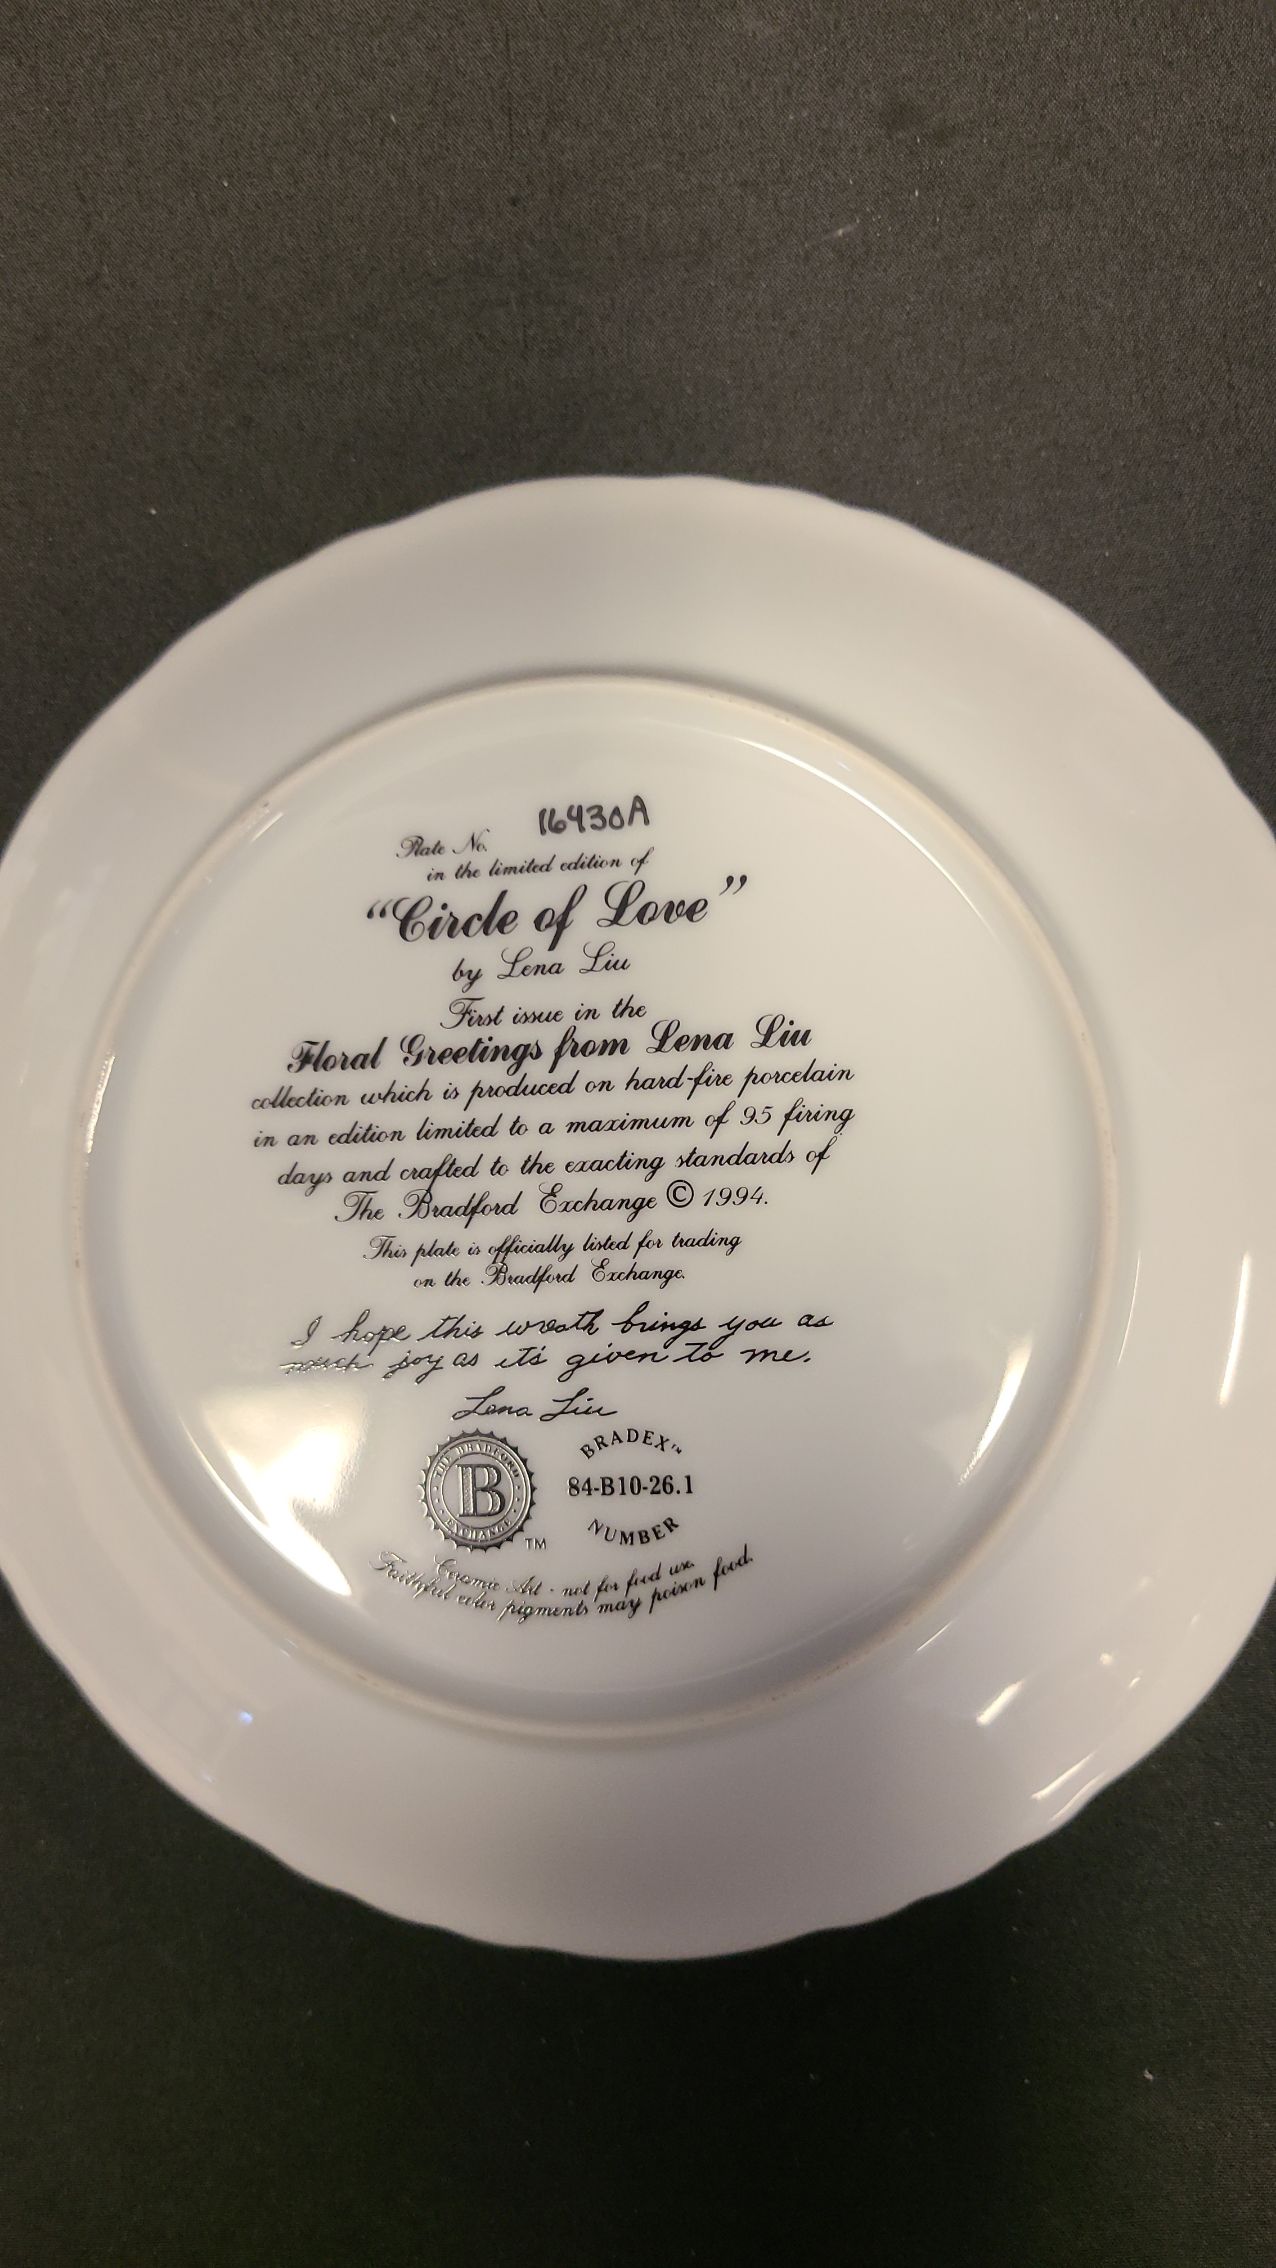 16430A
Plate No.
in the limited edition of
“Circle of Love”
by Lena Liu
First issue in the
Floral Greetings from Lena Liu
collection which is produced on hard-fire porcelain
in an edition limited to a maximum of 95 firing
days and crafted to the exacting standards of
The Bradford Exchange © 1994.
This plate is officially listed for trading
on the Bradford Exchange.
I hope this wreath brings you as
much joy as it's given to me.
Lena Liu
THE BRADFORD
B
EXCHANGE
TM
BRADEX™
84-B10-26.1
NUMBER
Ceramic Art - not for food use.
Faithful color pigments may poison food.